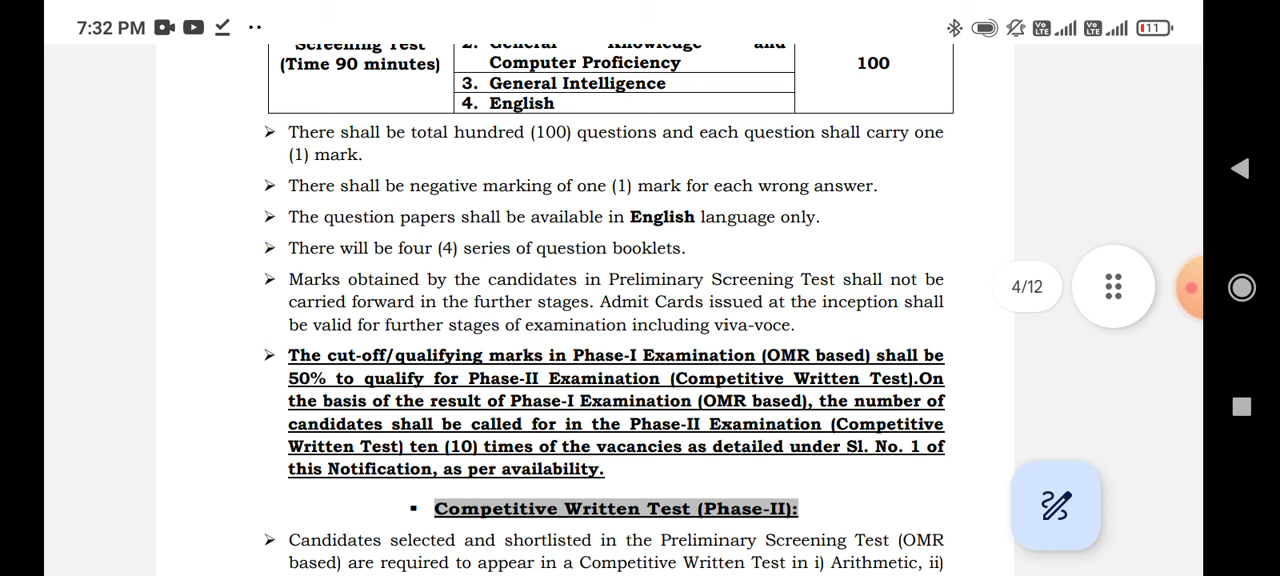 7:32 PM
11
Screening Test
2. General Knowledge and
(Time 90 minutes)
Computer Proficiency
100
3. General Intelligence
4. English
➢ There shall be total hundred (100) questions and each question shall carry one
(1) mark.
➢ There shall be negative marking of one (1) mark for each wrong answer.
➢ The question papers shall be available in English language only.
➢ There will be four (4) series of question booklets.
➢ Marks obtained by the candidates in Preliminary Screening Test shall not be
carried forward in the further stages. Admit Cards issued at the inception shall
be valid for further stages of examination including viva-voce.
4/12
➢ The cut-off/qualifying marks in Phase-I Examination (OMR based) shall be
50% to qualify for Phase-II Examination (Competitive Written Test).On
the basis of the result of Phase-I Examination (OMR based), the number of
candidates shall be called for in the Phase-II Examination (Competitive
Written Test) ten (10) times of the vacancies as detailed under Sl. No. 1 of
this Notification, as per availability.
▪ Competitive Written Test (Phase-II):
➢ Candidates selected and shortlisted in the Preliminary Screening Test (OMR
based) are required to appear in a Competitive Written Test in i) Arithmetic, ii)